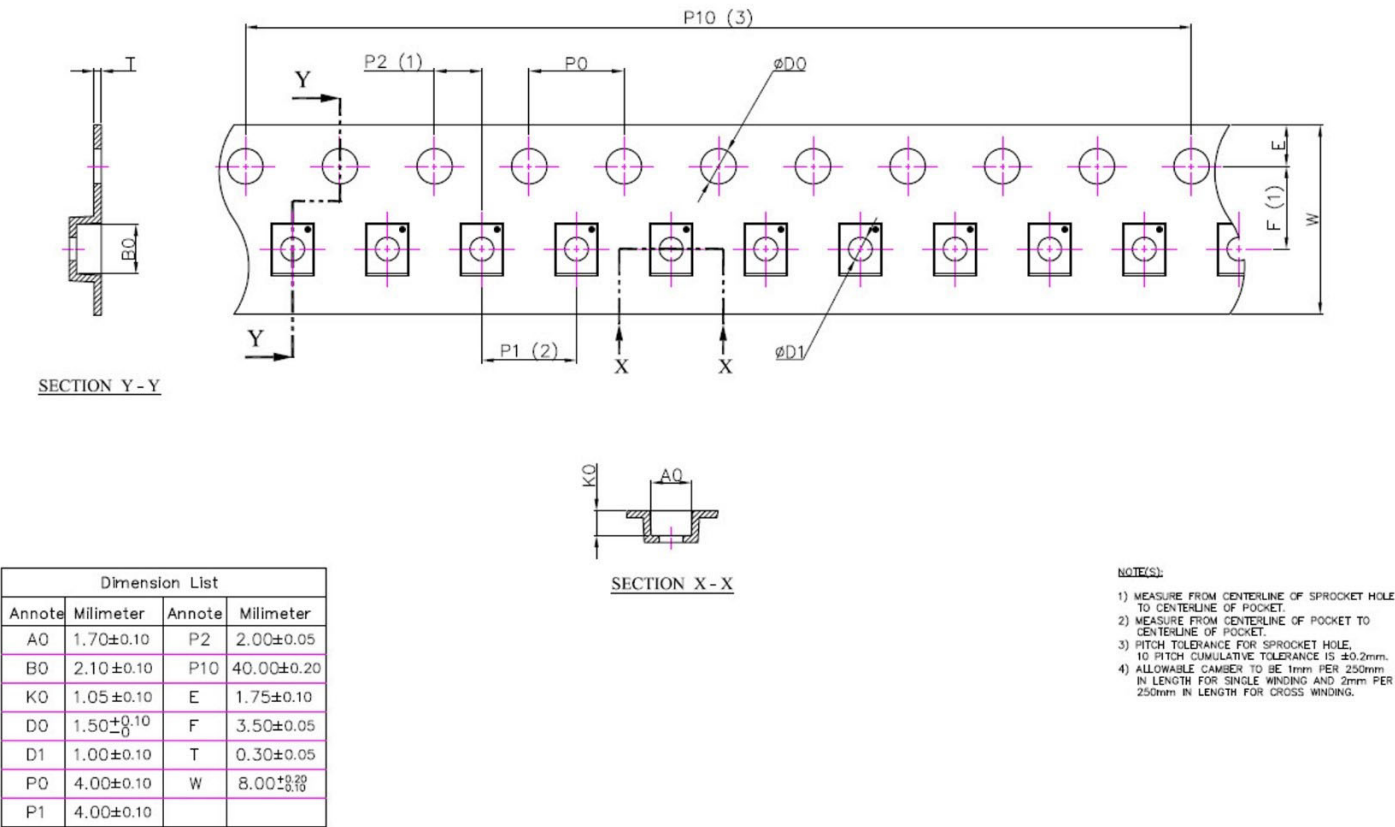 P10 (3)
T
P2 (1)
P0
øD0
Y
E
F (1)
W
B0
Y
P1 (2)
X
X
øD1
SECTION Y-Y
K0
A0
SECTION X-X
Dimension List
Annote Milimeter Annote Milimeter
A0 1.70±0.10 P2 2.00±0.05
B0 2.10±0.10 P10 40.00±0.20
K0 1.05±0.10 E 1.75±0.10
D0 1.50+0.10 -0 F 3.50±0.05
D1 1.00±0.10 T 0.30±0.05
P0 4.00±0.10 W 8.00+0.20 -0.10
P1 4.00±0.10
NOTE(S):
1) MEASURE FROM CENTERLINE OF SPROCKET HOLE
TO CENTERLINE OF POCKET.
2) MEASURE FROM CENTERLINE OF POCKET TO
CENTERLINE OF POCKET.
3) PITCH TOLERANCE FOR SPROCKET HOLE,
10 PITCH CUMULATIVE TOLERANCE IS ±0.2mm.
4) ALLOWABLE CAMBER TO BE 1mm PER 250mm
IN LENGTH FOR SINGLE WINDING AND 2mm PER
250mm IN LENGTH FOR CROSS WINDING.